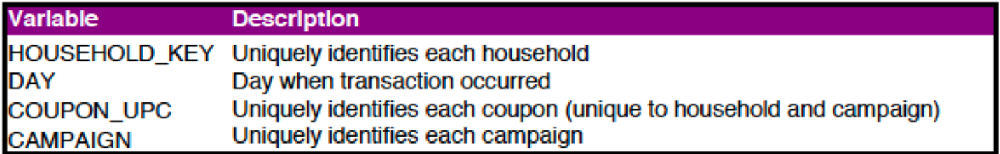 Variable Description
HOUSEHOLD_KEY Uniquely identifies each household
DAY Day when transaction occurred
COUPON_UPC Uniquely identifies each coupon (unique to household and campaign)
CAMPAIGN Uniquely identifies each campaign